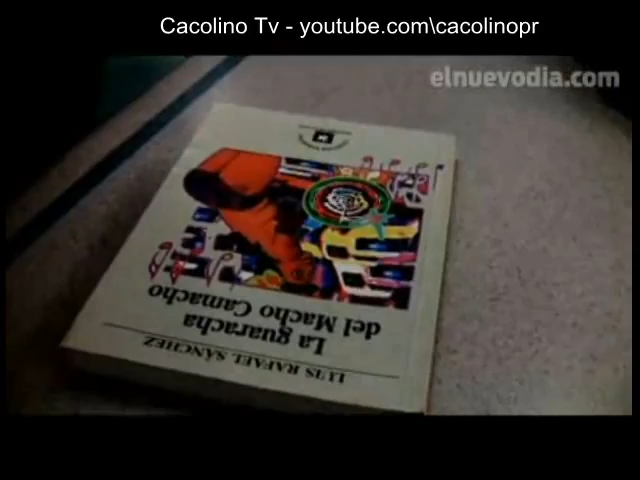 Cacolino Tv - youtube.com\cacolinopr
elnuevodia.com
LUIS RAFAEL SÁNCHEZ
La guaracha
del Macho Camacho